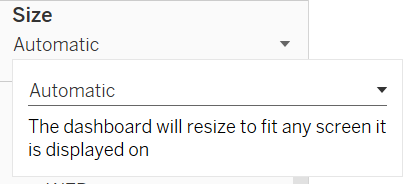 Size
Automatic
Automatic
The dashboard will resize to fit any screen it
is displayed on